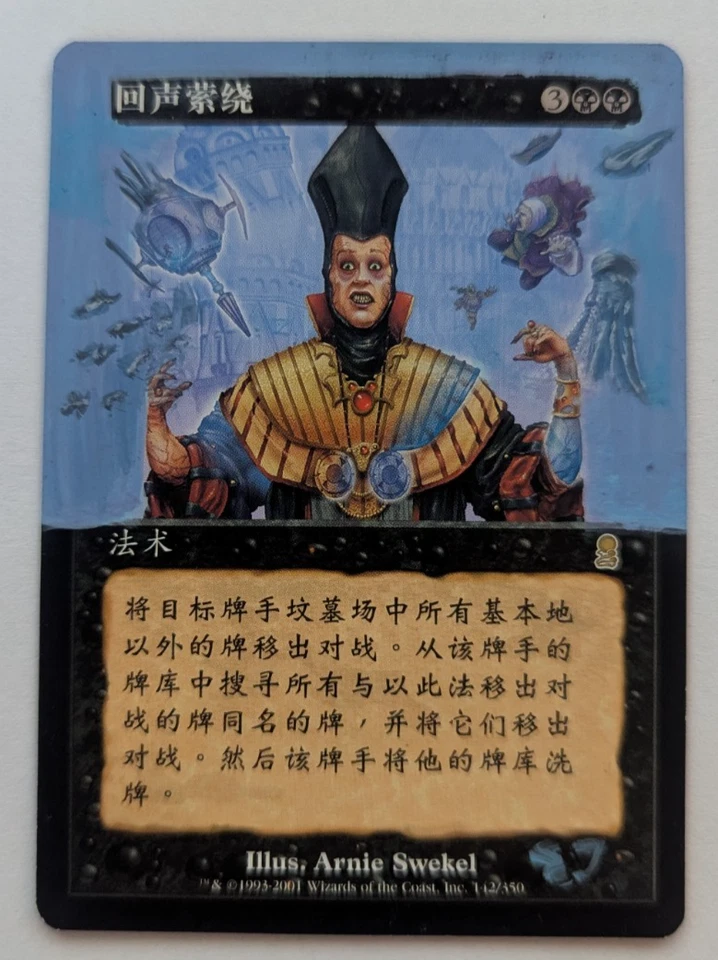 回声萦绕
3
法术
将目标牌手坟墓场中所有基本地
以外的牌移出对战。从该牌手的
牌库中搜寻所有与以此法移出对
战的牌同名的牌，并将它们移出
对战。然后该牌手将他的牌库洗
牌。
Illus. Arnie Swekel
™& ©1993-2001 Wizards of the Coast, Inc. 142/350